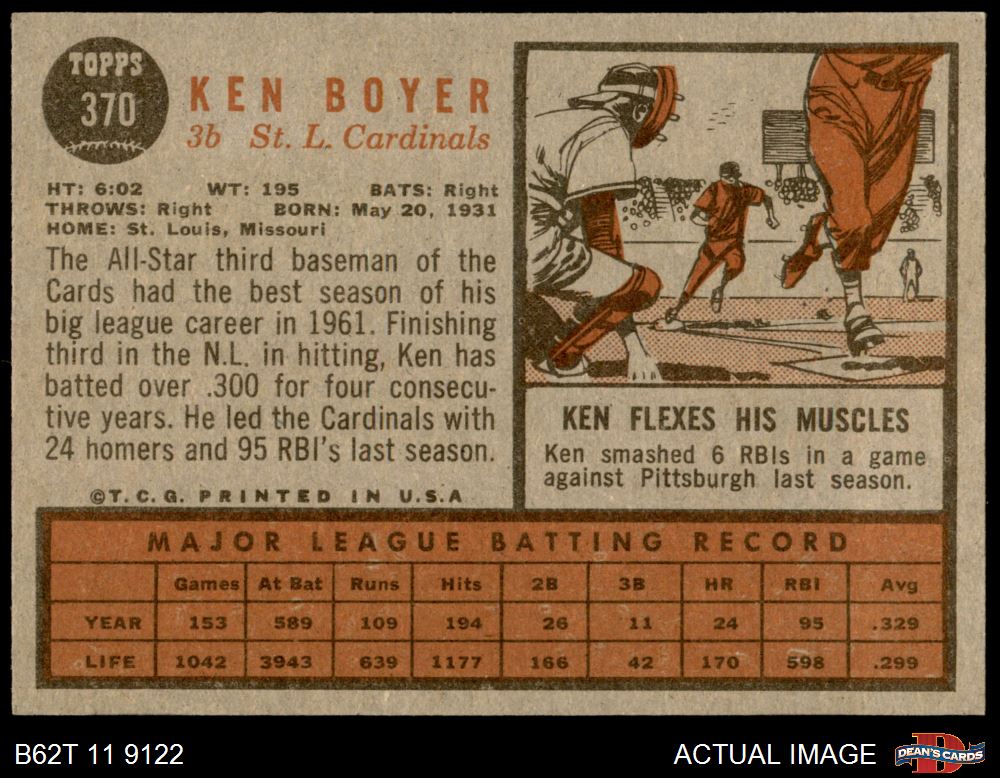 TOPPS
370
KEN BOYER
3b St. L. Cardinals
HT: 6:02 WT: 195 BATS: Right
THROWS: Right BORN: May 20, 1931
HOME: St. Louis, Missouri
The All-Star third baseman of the
Cards had the best season of his
big league career in 1961. Finishing
third in the N.L. in hitting, Ken has
batted over .300 for four consecu-
tive years. He led the Cardinals with
24 homers and 95 RBI's last season.
©T.C.G. PRINTED IN U.S.A
KEN FLEXES HIS MUSCLES
Ken smashed 6 RBIs in a game
against Pittsburgh last season.
MAJOR LEAGUE BATTING RECORD
Games At Bat Runs Hits 2B 3B HR RBI Avg
YEAR 153 589 109 194 26 11 24 95 .329
LIFE 1042 3943 639 1177 166 42 170 598 .299
B62T 11 9122
ACTUAL IMAGE
D
DEAN'S CARDS